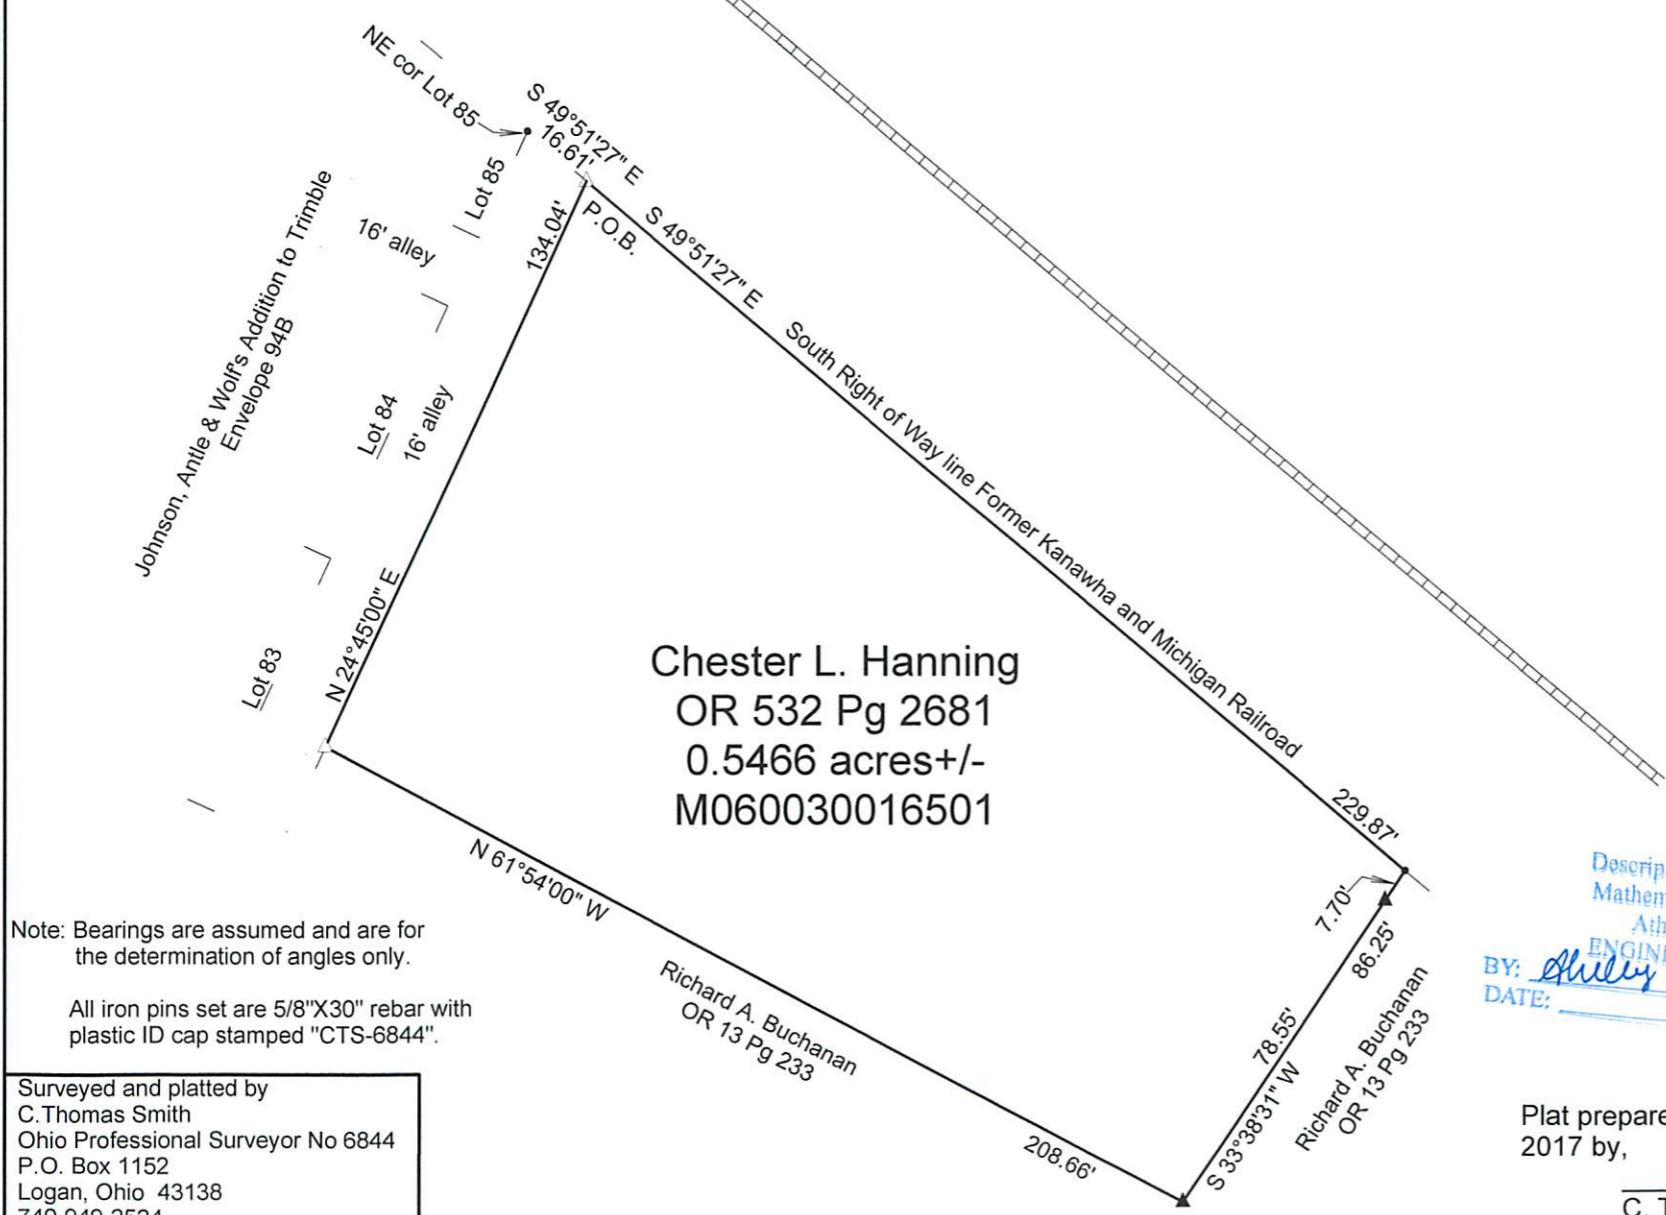 NE cor Lot 85
S 49°51'27" E
16.61'
Lot 85
134.04'
P.O.B.
S 49°51'27" E
16' alley
Johnson, Antle & Wolf's Addition to Trimble
Envelope 94B
South Right of Way line Former Kanawha and Michigan Railroad
Lot 84
16' alley
N 24°45'00" E
Lot 83
Chester L. Hanning
OR 532 Pg 2681
0.5466 acres+/-
M060030016501
229.87'
7.70'
86.25'
N 61°54'00" W
Richard A. Buchanan
OR 13 Pg 233
78.55'
S 33°38'31" W
Richard A. Buchanan
OR 13 Pg 233
208.66'
Descrip
Mathem
Ath
ENGIN
BY:
DATE:
Note: Bearings are assumed and are for
the determination of angles only.
All iron pins set are 5/8"X30" rebar with
plastic ID cap stamped "CTS-6844".
Surveyed and platted by
C.Thomas Smith
Ohio Professional Surveyor No 6844
P.O. Box 1152
Logan, Ohio 43138
Plat prepare
2017 by,
C. T